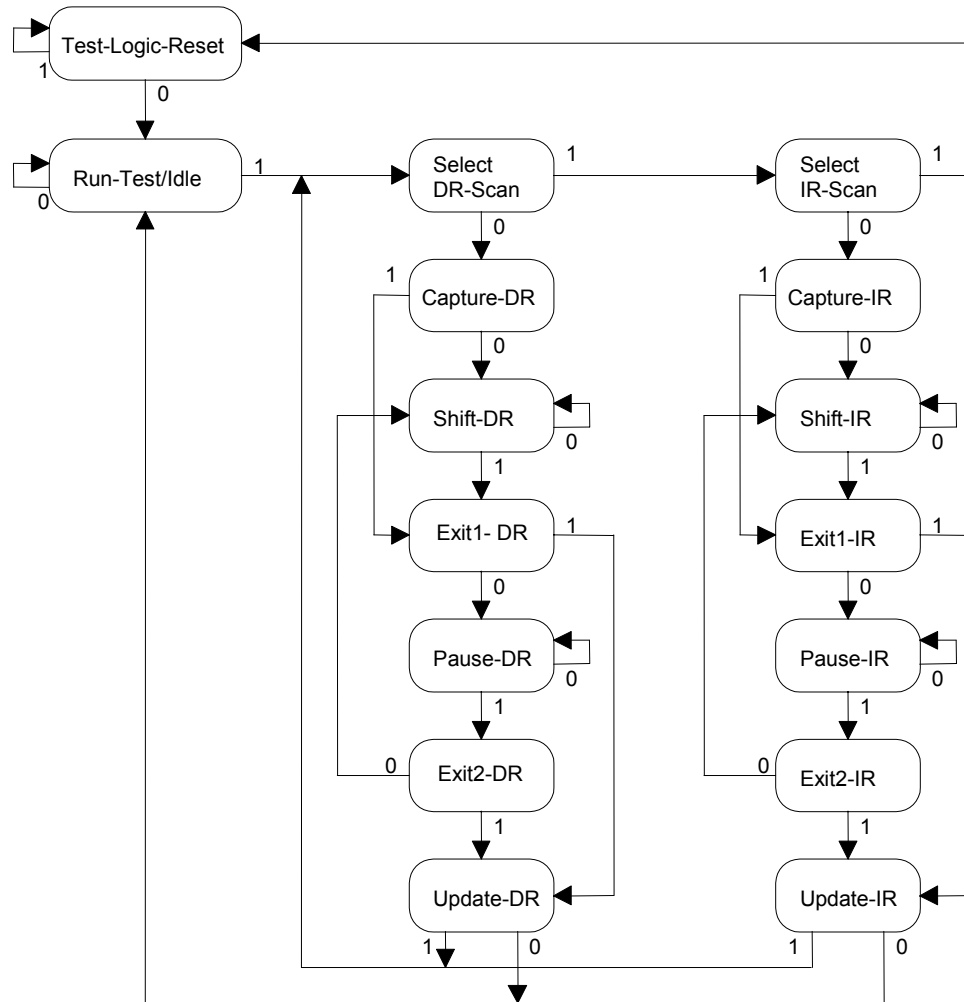 Test-Logic-Reset
1
0
Run-Test/Idle
1
0
Select
DR-Scan
1
0
Select
IR-Scan
1
0
1
Capture-DR
0
1
Capture-IR
0
Shift-DR
0
1
Shift-IR
0
1
Exit1- DR
1
0
Exit1-IR
1
0
Pause-DR
0
1
Pause-IR
0
1
0
Exit2-DR
1
0
Exit2-IR
1
Update-DR
1
0
Update-IR
1
0